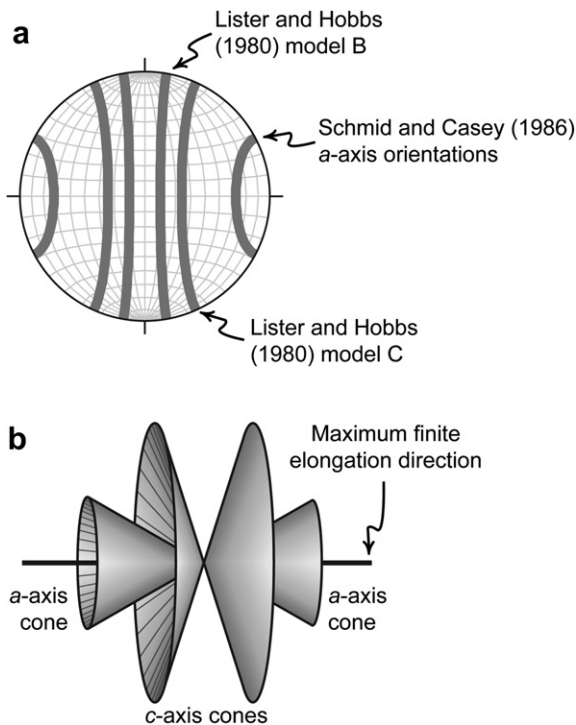 a
Lister and Hobbs
(1980) model B
Schmid and Casey (1986)
a-axis orientations
Lister and Hobbs
(1980) model C
b
Maximum finite
elongation direction
a-axis
cone
a-axis
cone
c-axis cones